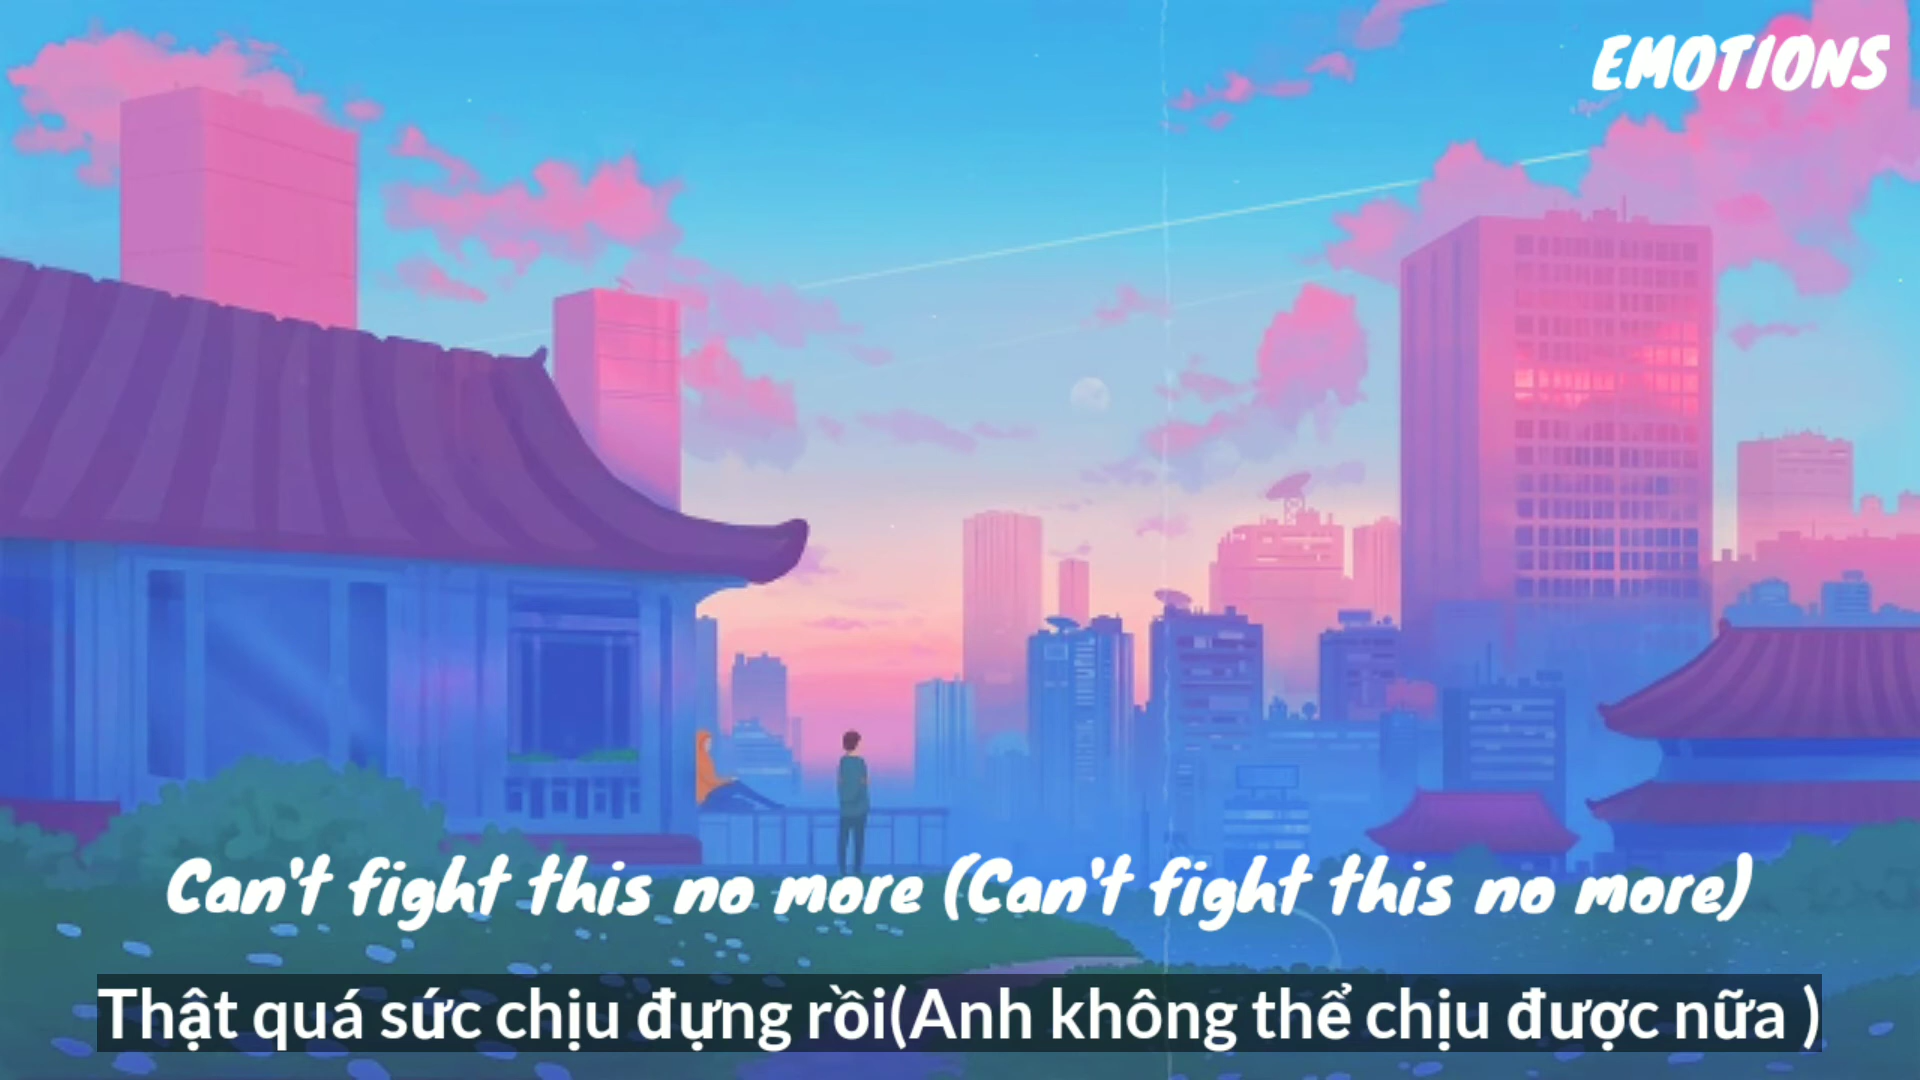 EMOTIONS
Can't fight this no more (Can't fight this no more)
Thật quá sức chịu đựng rồi(Anh không thể chịu được nữa )